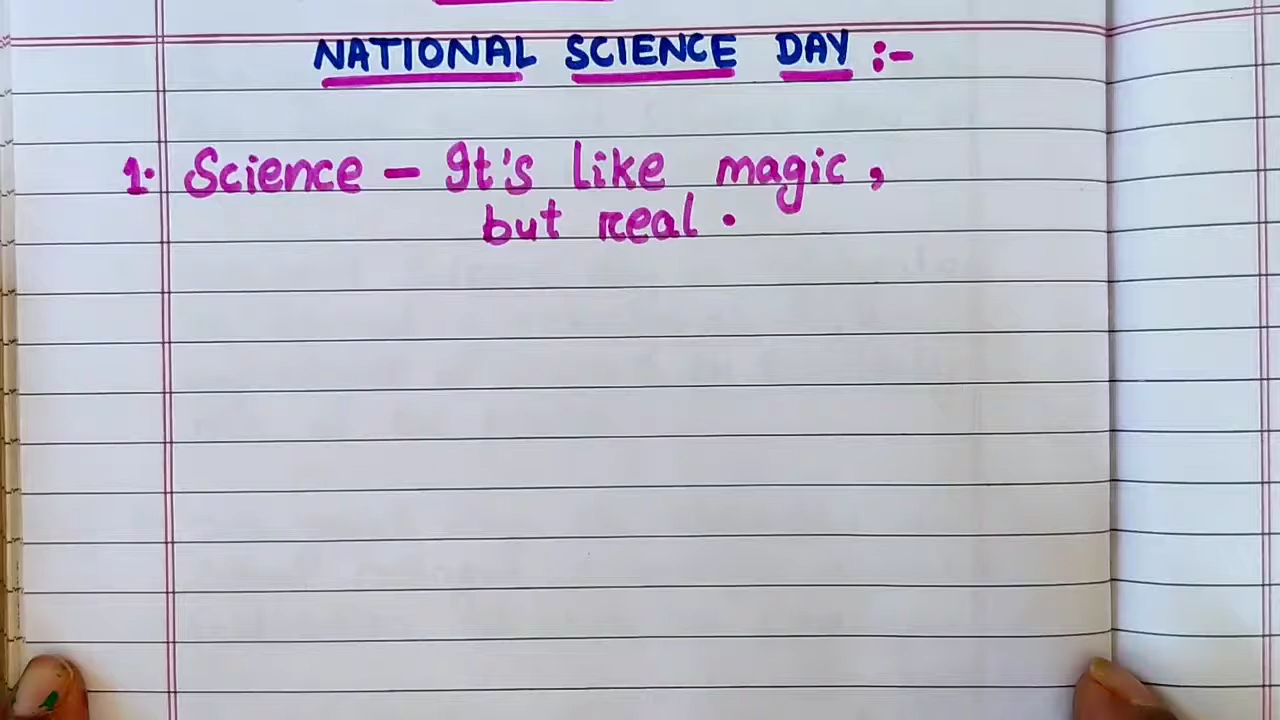 NATIONAL SCIENCE DAY :-
1. Science - It's like magic,
but real.